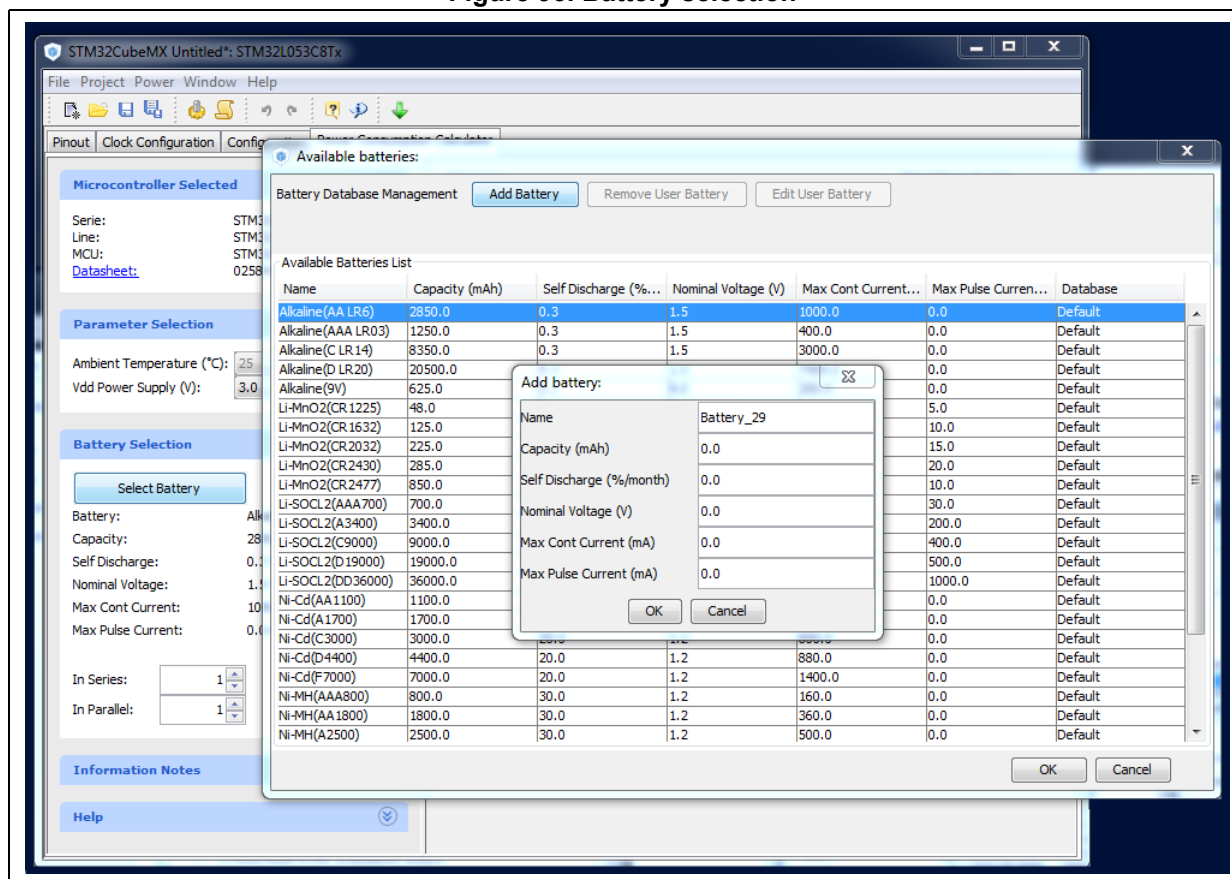 STM32CubeMX Untitled*: STM32L053C8Tx
File Project Power Window Help
Pinout Clock Configuration
Available batteries:
Microcontroller Selected
Battery Database Management Add Battery Remove User Battery Edit User Battery
Serie:
Line:
MCU:
Datasheet:
Available Batteries List
Name Capacity (mAh) Self Discharge (%... Nominal Voltage (V) Max Cont Current... Max Pulse Curren... Database
Alkaline(AA LR6) 2850.0 0.3 1.5 1000.0 0.0 Default
Alkaline(AAA LR03) 1250.0 0.3 1.5 400.0 0.0 Default
Alkaline(C LR14) 8350.0 0.3 1.5 3000.0 0.0 Default
Alkaline(D LR20) 20500.0 0.0 Default
Alkaline(9V) 625.0 0.0 Default
Li-MnO2(CR1225) 48.0 5.0 Default
Li-MnO2(CR1632) 125.0 10.0 Default
Li-MnO2(CR2032) 225.0 15.0 Default
Li-MnO2(CR2430) 285.0 20.0 Default
Li-MnO2(CR2477) 850.0 10.0 Default
Li-SOCL2(AAA700) 700.0 30.0 Default
Li-SOCL2(A3400) 3400.0 200.0 Default
Li-SOCL2(C9000) 9000.0 400.0 Default
Li-SOCL2(D19000) 19000.0 500.0 Default
Li-SOCL2(DD36000) 36000.0 1000.0 Default
Ni-Cd(AA1100) 1100.0 0.0 Default
Ni-Cd(A1700) 1700.0 0.0 Default
Ni-Cd(C3000) 3000.0 0.0 Default
Ni-Cd(D4400) 4400.0 20.0 1.2 880.0 0.0 Default
Ni-Cd(F7000) 7000.0 20.0 1.2 1400.0 0.0 Default
Ni-MH(AAA800) 800.0 30.0 1.2 160.0 0.0 Default
Ni-MH(AA1800) 1800.0 30.0 1.2 360.0 0.0 Default
Ni-MH(A2500) 2500.0 30.0 1.2 500.0 0.0 Default
OK Cancel
Add battery:
Name Battery_29
Capacity (mAh) 0.0
Self Discharge (%/month) 0.0
Nominal Voltage (V) 0.0
Max Cont Current (mA) 0.0
Max Pulse Current (mA) 0.0
OK Cancel
Parameter Selection
Ambient Temperature (°C): 25
Vdd Power Supply (V): 3.0
Battery Selection
Select Battery
Battery:
Capacity:
Self Discharge:
Nominal Voltage:
Max Cont Current:
Max Pulse Current:
In Series: 1
In Parallel: 1
Information Notes
Help